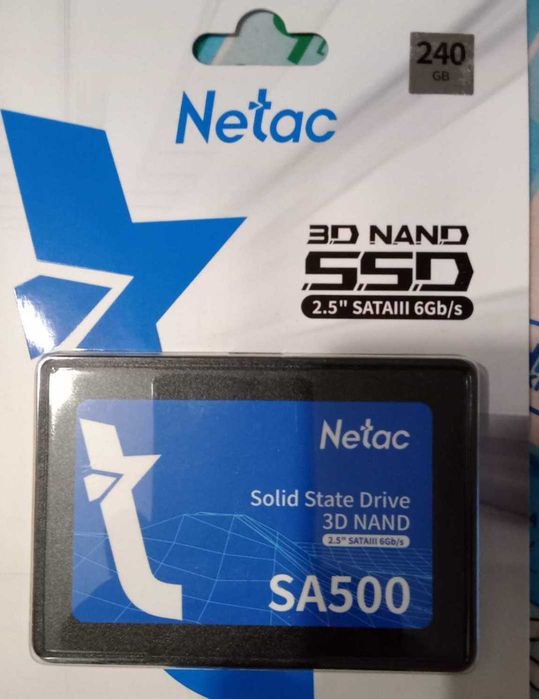 240
GB
Netac
3D NAND
SSD
2.5" SATAIII 6Gb/s
Netac
Solid State Drive
3D NAND
2.5" SATAIII 6Gb/s
SA500